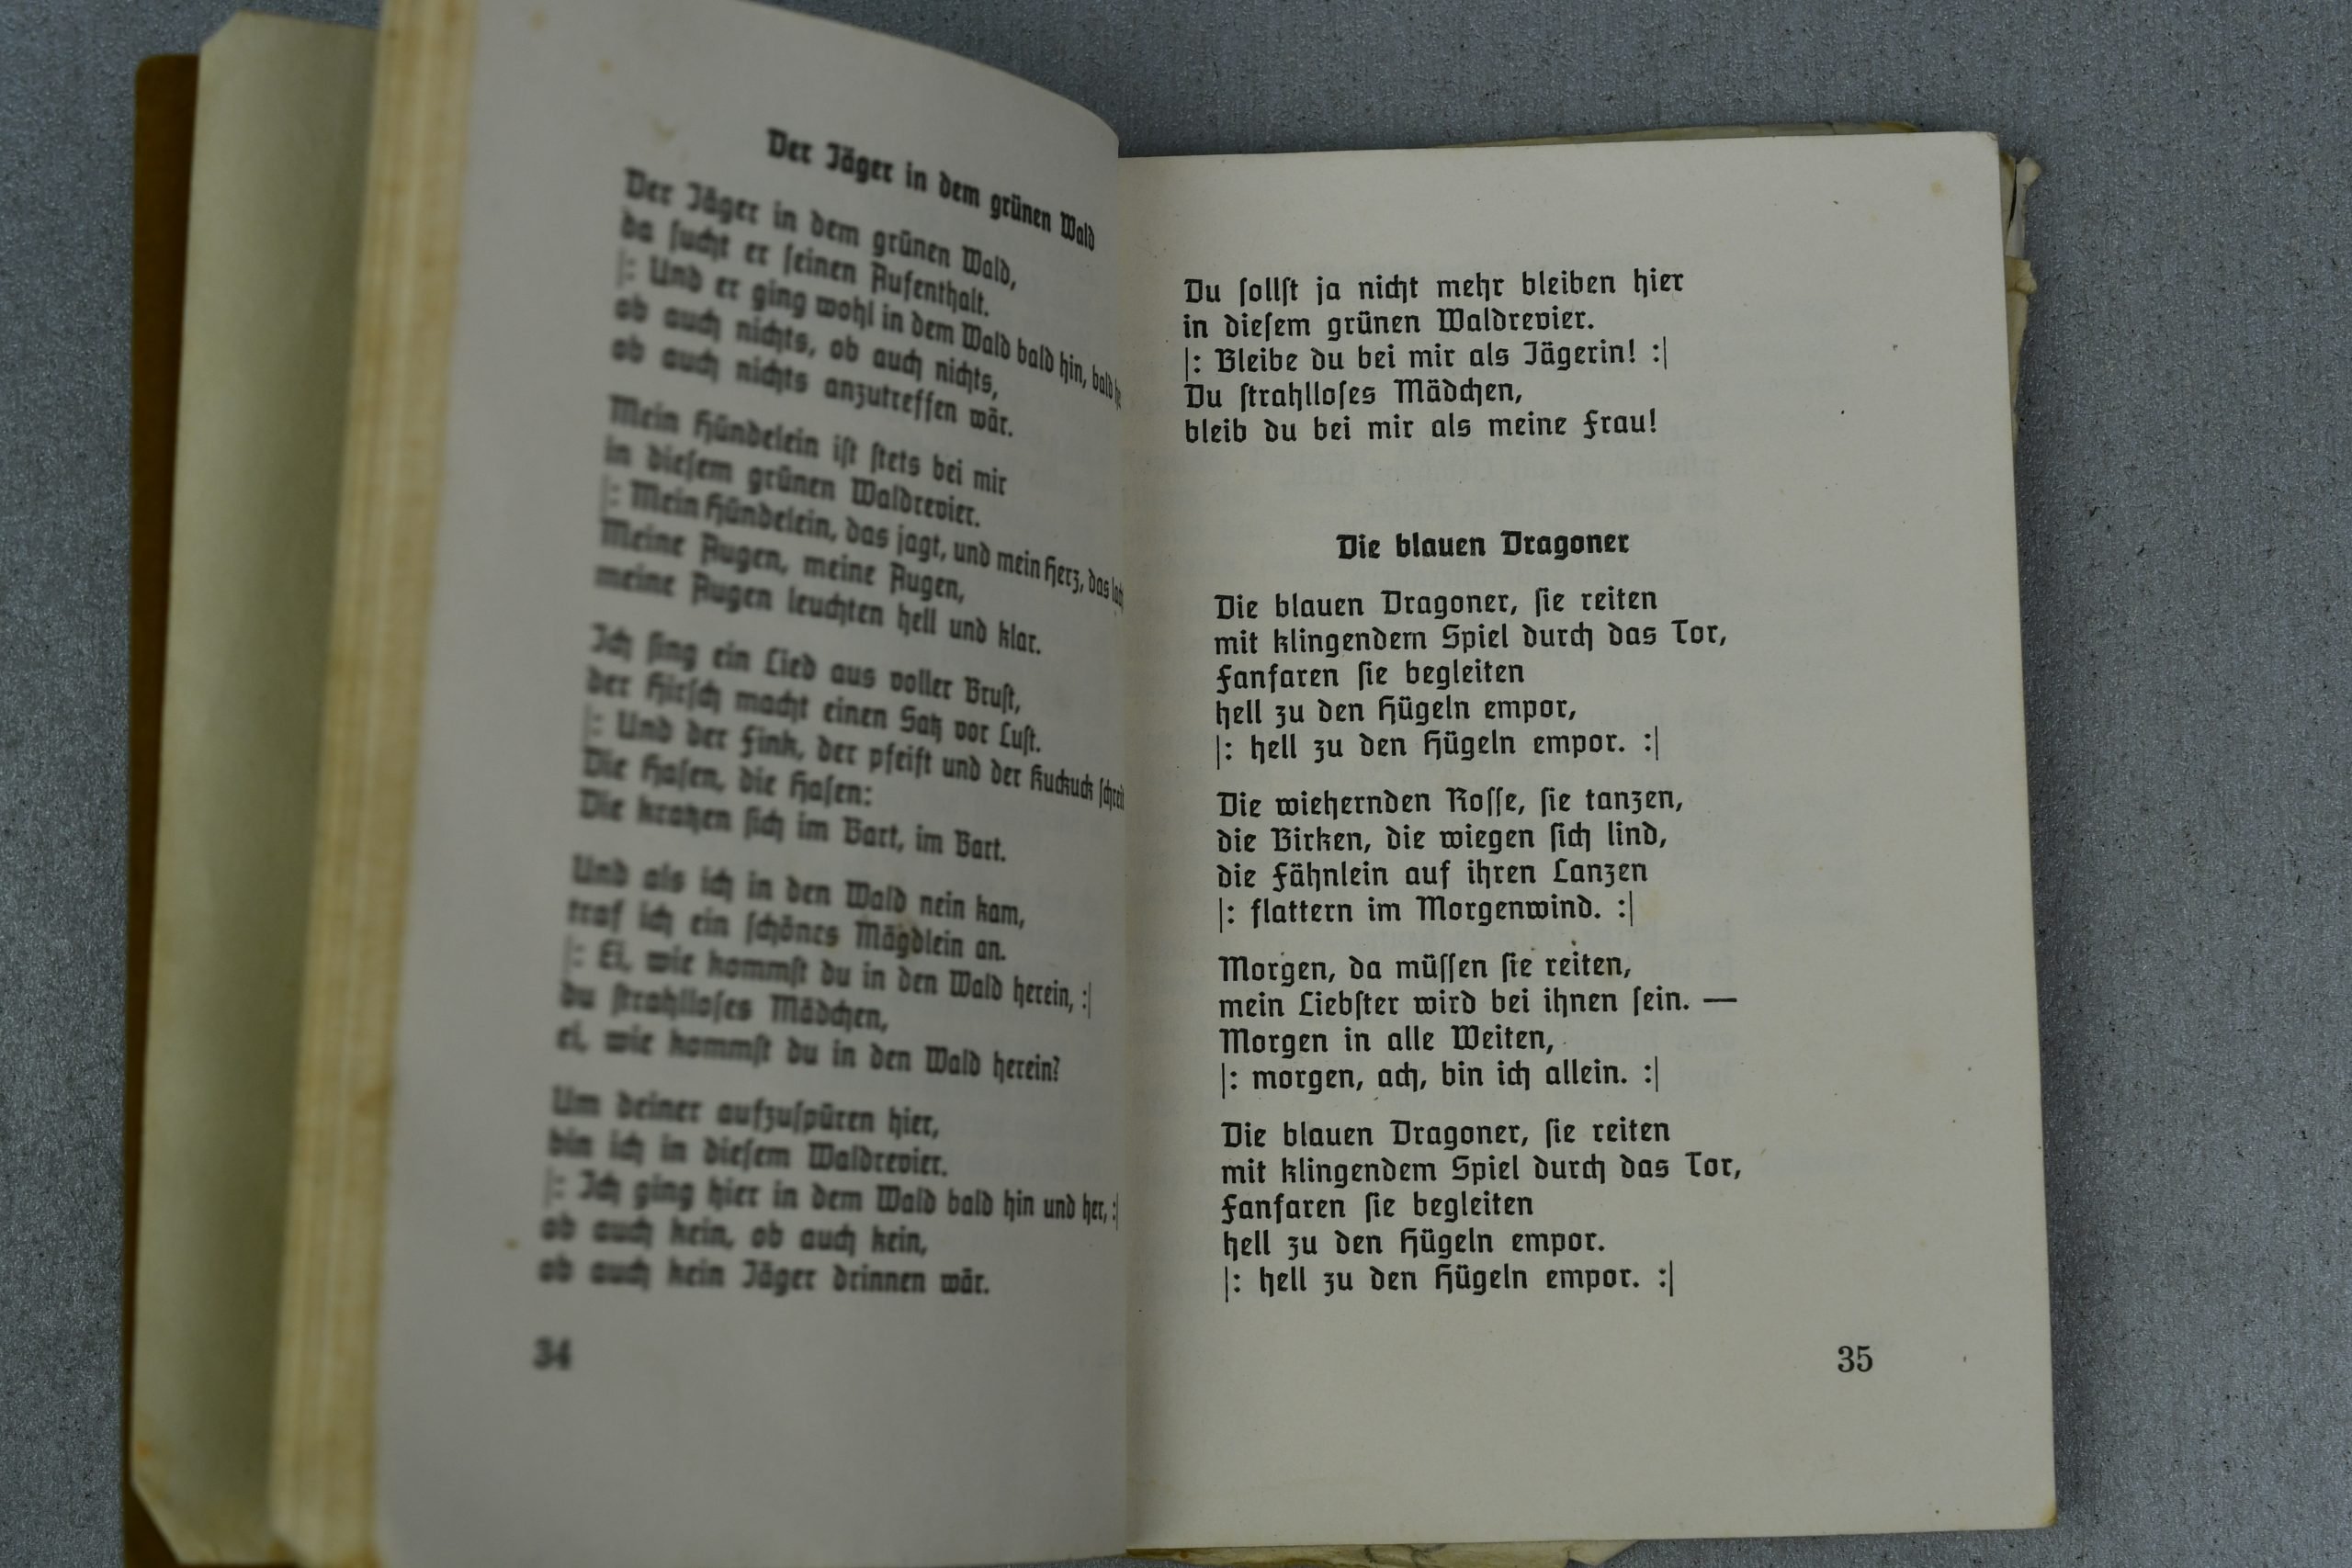 Der Jäger in dem grünen Wald
Der Jäger in dem grünen Wald,
da sucht er seinen Aufenthalt.
|: Und er ging wohl in dem Wald bald hin, bald
ob auch nichts, ob auch nichts,
ob auch nichts anzutreffen wär.
Mein Hündelein ist stets bei mir
in diesem grünen Waldrevier.
|: Mein Hündelein, das jagt, und mein Herz, das
Meine Augen, meine Augen,
meine Augen leuchten hell und klar.
Ich sing ein Lied aus voller Brust,
der Hirsch macht einen Satz vor Lust.
|: Und der Fink, der pfeift und der Kuckuck
Die Hasen, die Hasen:
Die kratzen sich im Bart, im Bart.
Und als ich in den Wald nein kam,
traf ich ein schönes Mägdlein an.
|: Ei, wie kommst du in den Wald herein, :|
du strahlloses Mädchen,
ei, wie kommst du in den Wald herein?
Um deiner aufzuspüren hier,
bin ich in diesem Waldrevier.
|: Ich ging hier in dem Wald bald hin und her, :|
ob auch kein, ob auch kein,
ob auch kein Jäger drinnen wär.
34
Du sollst ja nicht mehr bleiben hier
in diesem grünen Waldrevier.
|: Bleibe du bei mir als Jägerin! :|
Du strahlloses Mädchen,
bleib du bei mir als meine Frau!
Die blauen Dragoner
Die blauen Dragoner, sie reiten
mit klingendem Spiel durch das Tor,
Fanfaren sie begleiten
hell zu den Hügeln empor,
|: hell zu den Hügeln empor. :|
Die wiehernden Rosse, sie tanzen,
die Birken, die wiegen sich lind,
die Fähnlein auf ihren Lanzen
|: flattern im Morgenwind. :|
Morgen, da müssen sie reiten,
mein Liebster wird bei ihnen sein. —
Morgen in alle Weiten,
|: morgen, ach, bin ich allein. :|
Die blauen Dragoner, sie reiten
mit klingendem Spiel durch das Tor,
Fanfaren sie begleiten
hell zu den Hügeln empor.
|: hell zu den Hügeln empor. :|
35